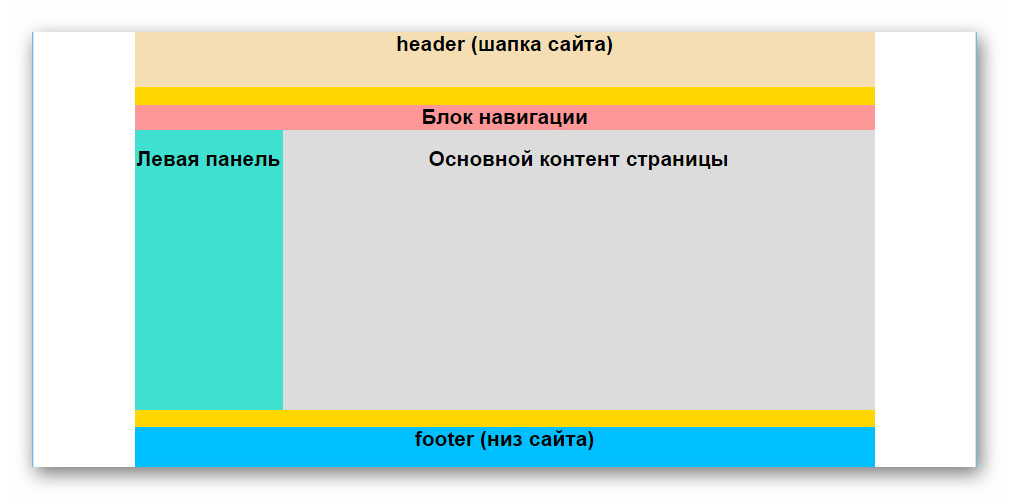 header (шапка сайта)
Блок навигации
Левая панель
Основной контент страницы
footer (низ сайта)